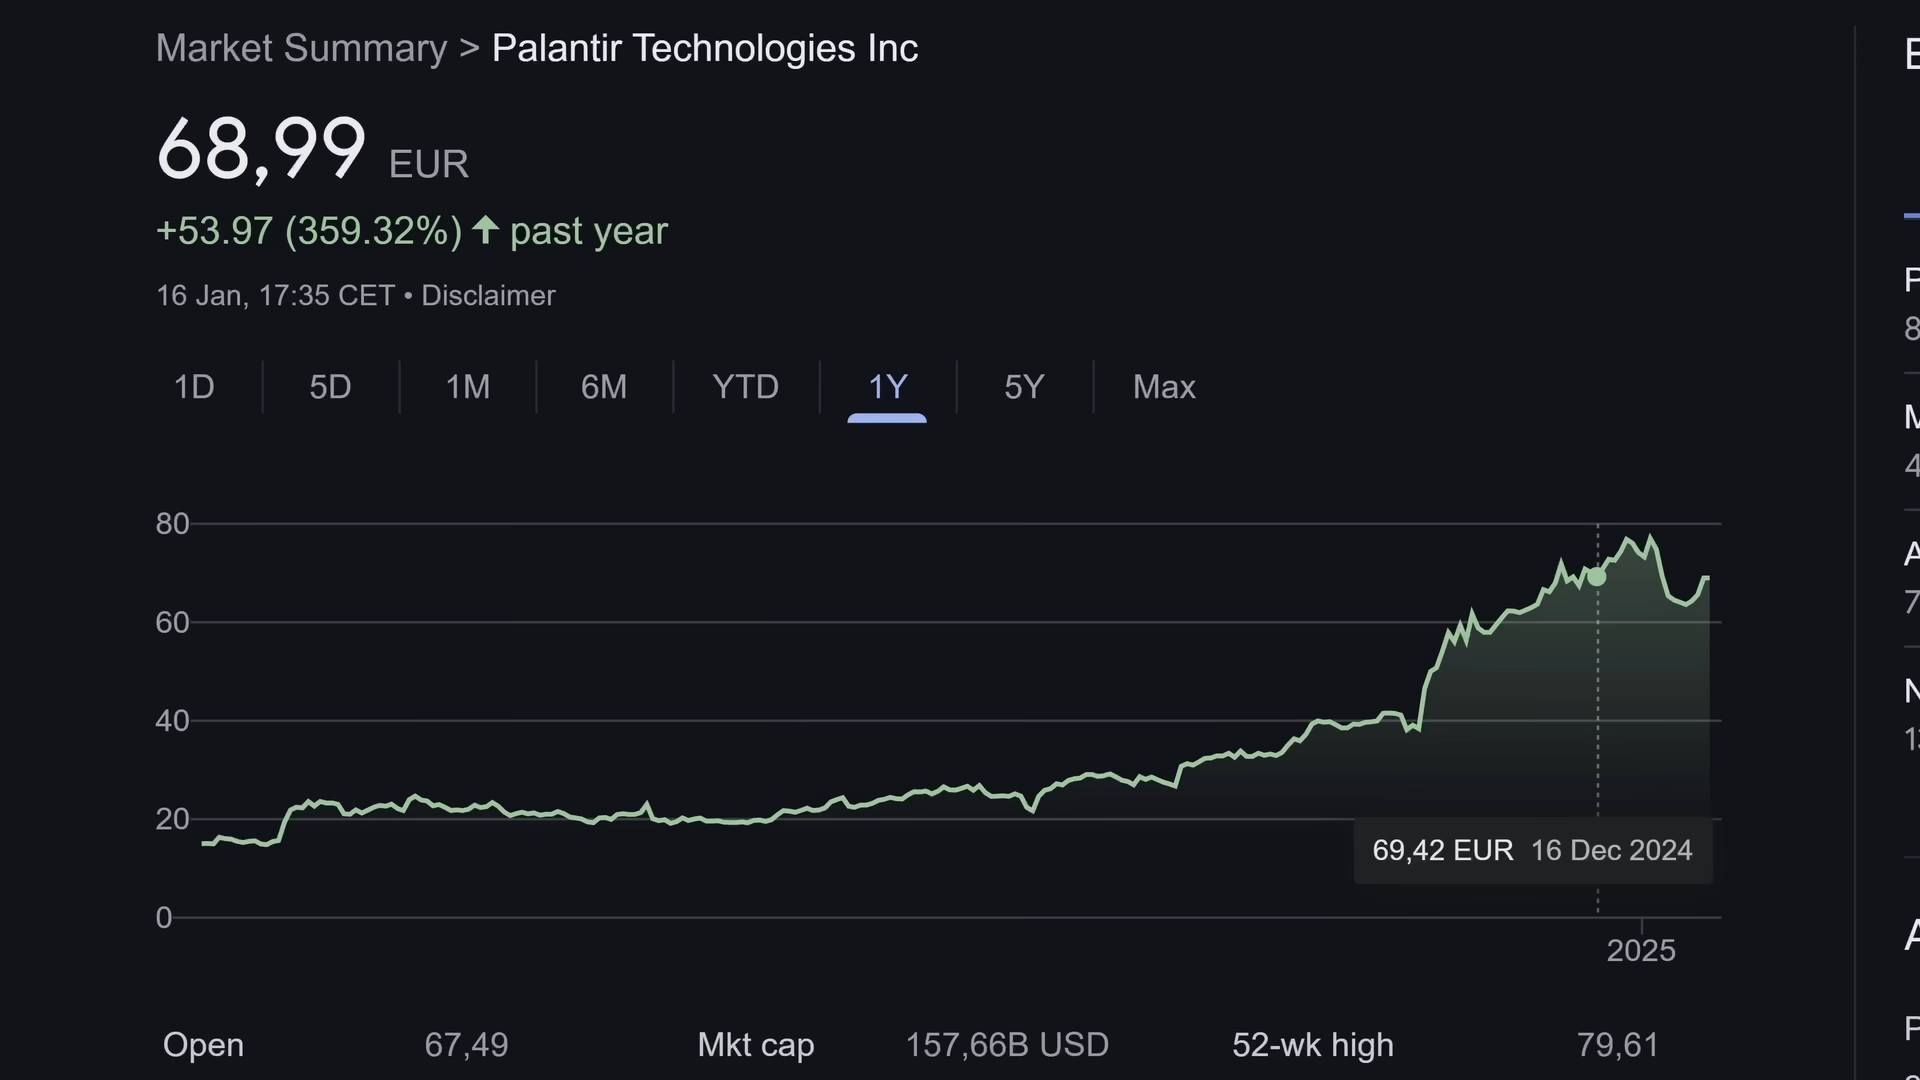 Market Summary > Palantir Technologies Inc
68,99 EUR
+53.97 (359.32%) ↑ past year
16 Jan, 17:35 CET • Disclaimer
1D 5D 1M 6M YTD 1Y 5Y Max
80
60
40
20
0
69,42 EUR 16 Dec 2024
2025
Open 67,49 Mkt cap 157,66B USD 52-wk high 79,61